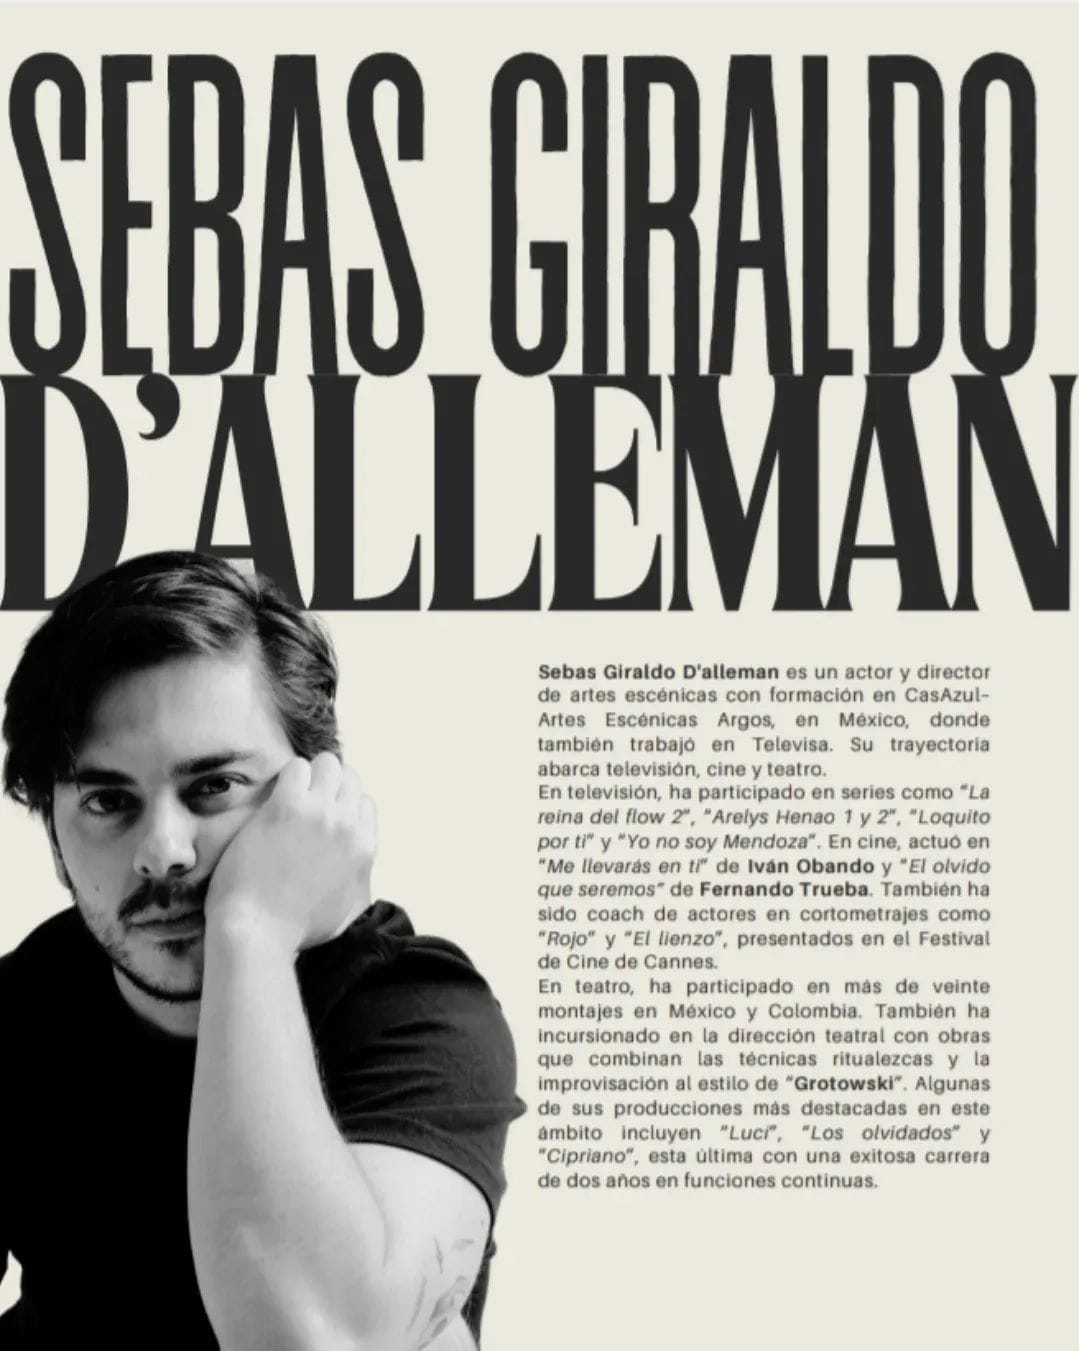 SEBAS GIRALDO
D'ALLEMAN
Sebas Giraldo D'alleman es un actor y director
de artes escénicas con formación en CasAzul-
Artes Escénicas Argos, en México, donde
también trabajó en Televisa. Su trayectoria
abarca televisión, cine y teatro.
En televisión, ha participado en series como "La
reina del flow 2", "Arelys Henao 1 y 2", "Loquito
por ti" y "Yo no soy Mendoza". En cine, actuó en
"Me llevarás en ti" de Iván Obando y "El olvido
que seremos" de Fernando Trueba. También ha
sido coach de actores en cortometrajes como
"Rojo" y "El lienzo", presentados en el Festival
de Cine de Cannes.
En teatro, ha participado en más de veinte
montajes en México y Colombia. También ha
incursionado en la dirección teatral con obras
que combinan las técnicas ritualezcas y la
improvisación al estilo de "Grotowski". Algunas
de sus producciones más destacadas en este
ámbito incluyen "Luci", "Los olvidados" y
"Cipriano", esta última con una exitosa carrera
de dos años en funciones continuas.